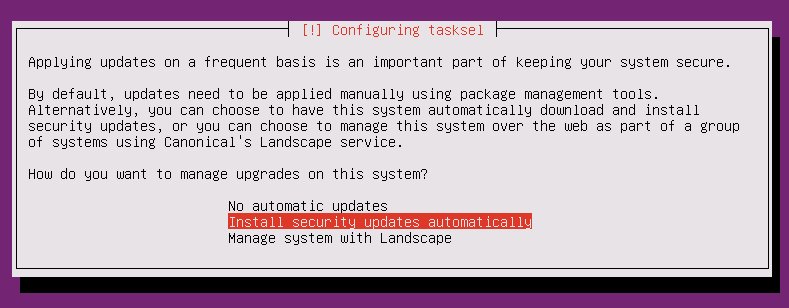 [!] Configuring tasksel
Applying updates on a frequent basis is an important part of keeping your system secure.
By default, updates need to be applied manually using package management tools.
Alternatively, you can choose to have this system automatically download and install
security updates, or you can choose to manage this system over the web as part of a group
of systems using Canonical's Landscape service.
How do you want to manage upgrades on this system?
No automatic updates
Install security updates automatically
Manage system with Landscape